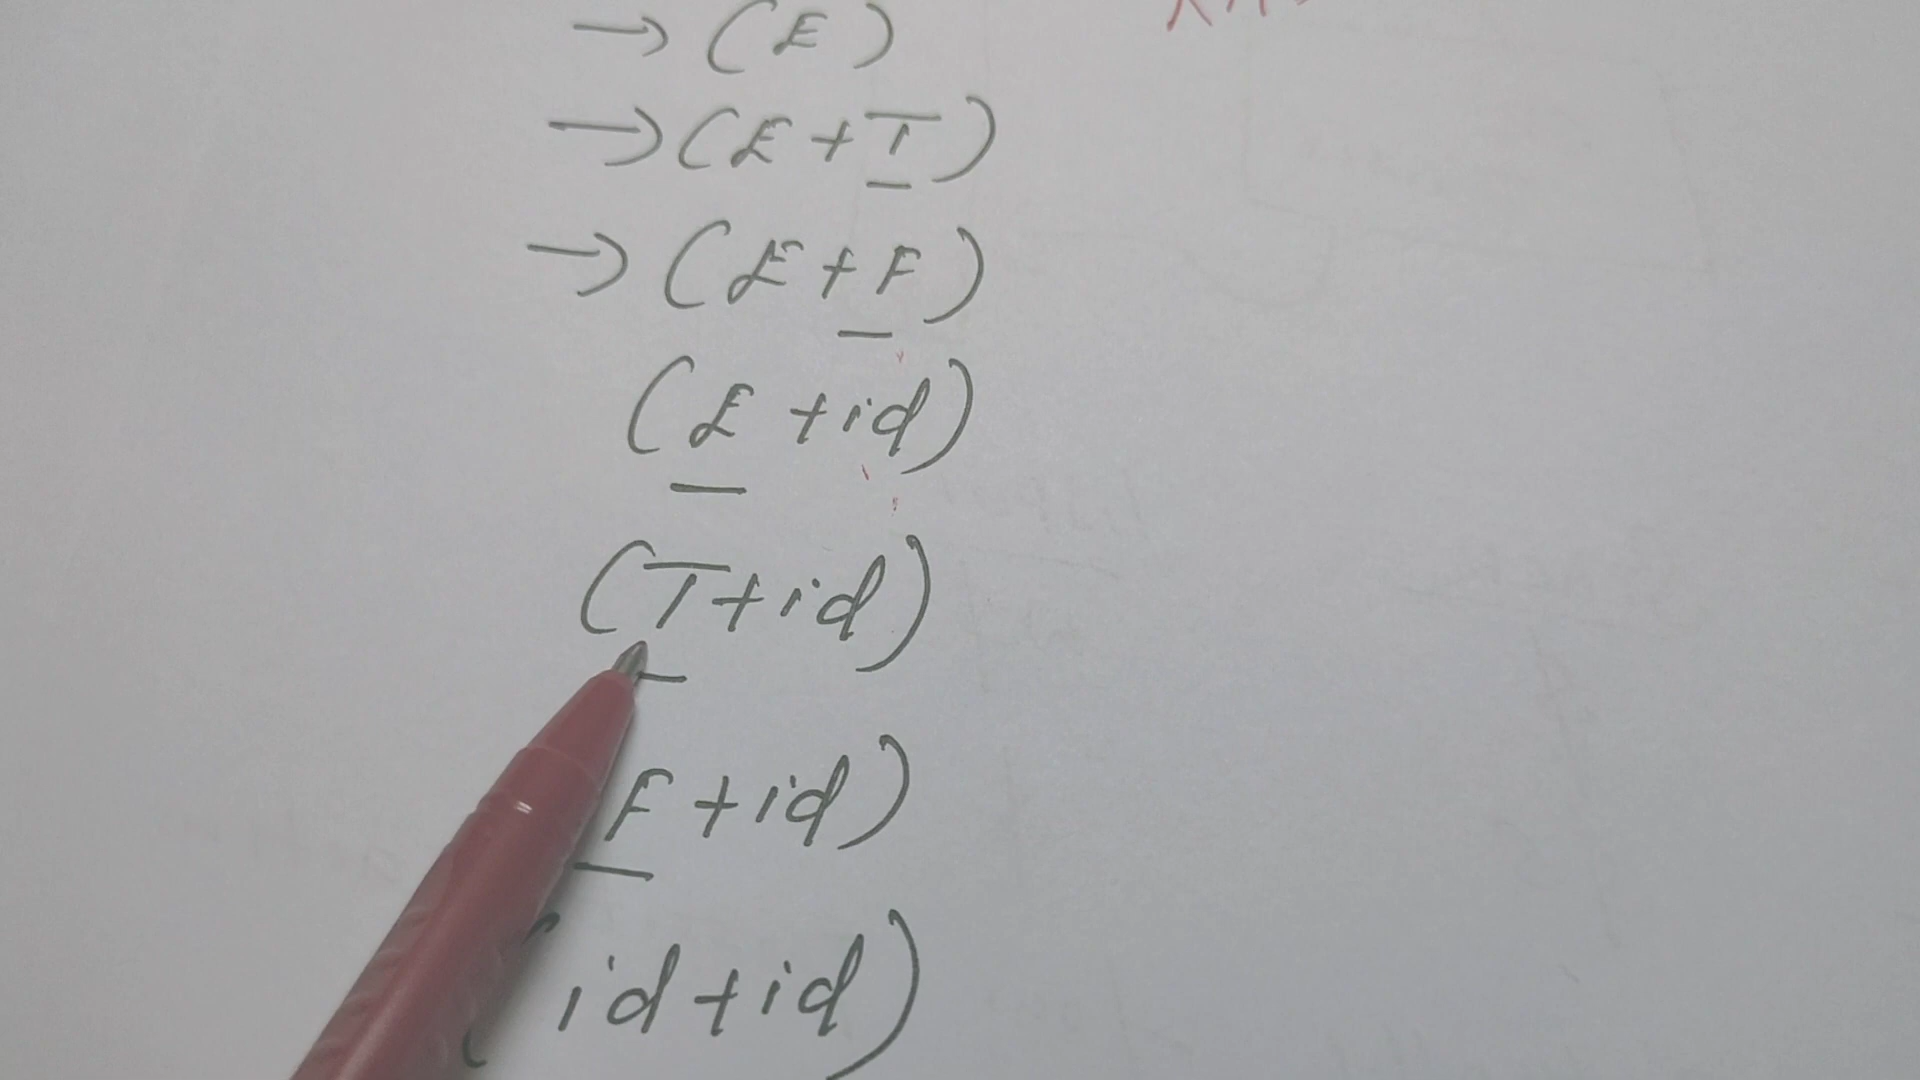 → (E)
→ (E + T)
→ (E + F)
(E + id)
(T + id)
F + id)
(id + id)